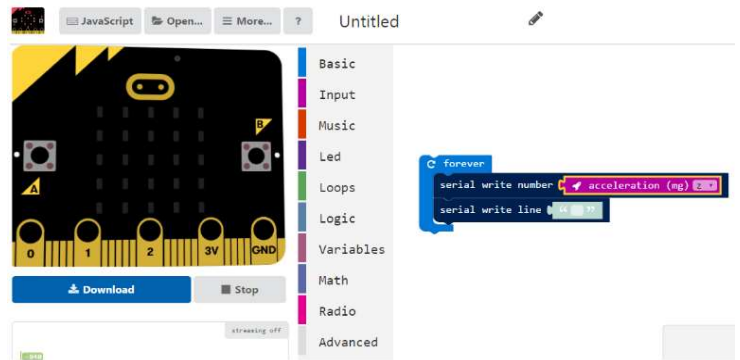 JavaScript Open... More... ? Untitled
Basic
Input
Music
B
Led
forever
serial write number acceleration (mg) z
A
Loops
serial write line “ ”
Logic
0 1 2 3V GND
Variables
Download Stop
Math
Radio
streaming off
Advanced